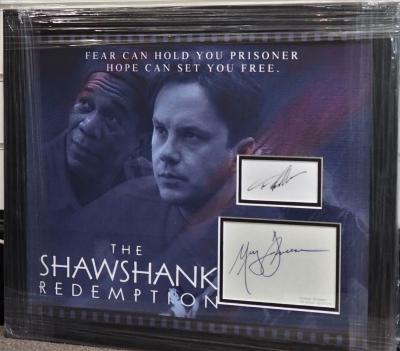 FEAR CAN HOLD YOU PRISONER
HOPE CAN SET YOU FREE.
THE
SHAWSHANK
REDEMPTION